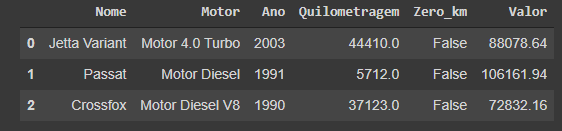 Nome Motor Ano Quilometragem Zero_km Valor
0 Jetta Variant Motor 4.0 Turbo 2003 44410.0 False 88078.64
1 Passat Motor Diesel 1991 5712.0 False 106161.94
2 Crossfox Motor Diesel V8 1990 37123.0 False 72832.16